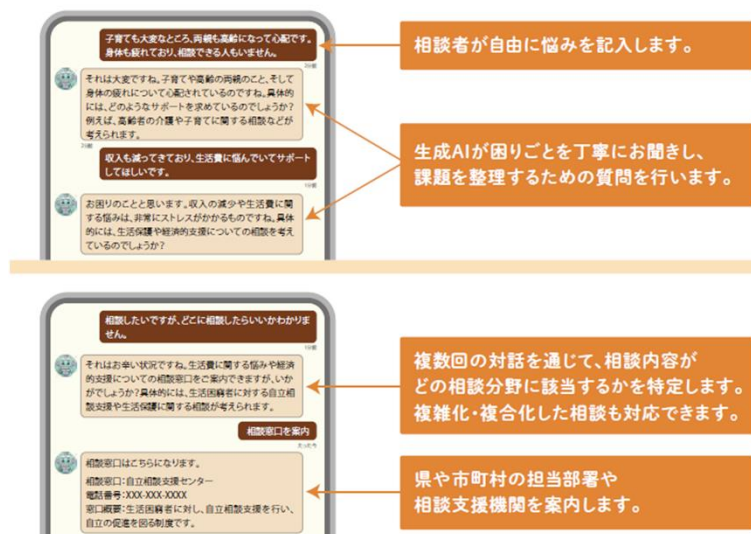 子育ても大変なところ、両親も高齢になって心配です。
身体も疲れており、相談できる人もいません。
相談者が自由に悩みを記入します。
それは大変ですね。子育てや高齢の両親のこと、そして
身体の疲れについて心配されているのですね。具体的
には、どのようなサポートを求めているのでしょうか?
例えば、高齢者の介護や子育てに関する相談などが
考えられます。
生成AIが困りごとを丁寧にお聞きし、
課題を整理するための質問を行います。
収入も減ってきており、生活費に悩んでいてサポート
してほしいです。
お困りのことと思います。収入の減少や生活費に関
する悩みは、非常にストレスがかかるものですね。具体
的には、生活保護や経済的支援についての相談を考え
ているのでしょうか?
相談したいですが、どこに相談したらいいかわかりま
せん。
それはお辛い状況ですね。生活費に関する悩みや経済
的支援についての相談窓口をご案内できますが、いか
がでしょうか?具体的には、生活困窮者に対する自立相
談支援や生活保護に関する相談が考えられます。
複数回の対話を通じて、相談内容が
どの相談分野に該当するかを特定します。
複雑化・複合化した相談も対応できます。
相談窓口を案内
相談窓口はこちらになります。
相談窓口:自立相談支援センター
電話番号:XXX-XXX-XXXX
窓口概要:生活困窮者に対し、自立相談支援を行い、
自立の促進を図る制度です。
県や市町村の担当部署や
相談支援機関を案内します。